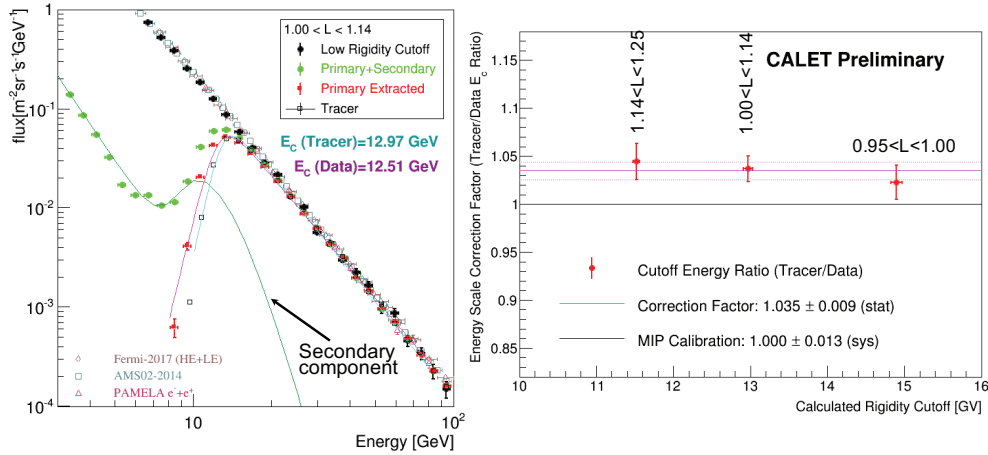 flux[m⁻²sr⁻¹s⁻¹GeV⁻¹]
1
10⁻¹
10⁻²
10⁻³
10⁻⁴
1.00 < L < 1.14
Low Rigidity Cutoff
Primary+Secondary
Primary Extracted
Tracer
E_C (Tracer)=12.97 GeV
E_C (Data)=12.51 GeV
Secondary
component
Fermi-2017 (HE+LE)
AMS02-2014
PAMELA e⁻+e⁺
10
10²
Energy [GeV]
Energy Scale Correction Factor (Tracer/Data E_C Ratio)
1.15
1.1
1.05
1
0.95
0.9
0.85
1.14<L<1.25
1.00<L<1.14
CALET Preliminary
0.95<L<1.00
Cutoff Energy Ratio (Tracer/Data)
Correction Factor: 1.035 ± 0.009 (stat)
MIP Calibration: 1.000 ± 0.013 (sys)
10 11 12 13 14 15 16
Calculated Rigidity Cutoff [GV]